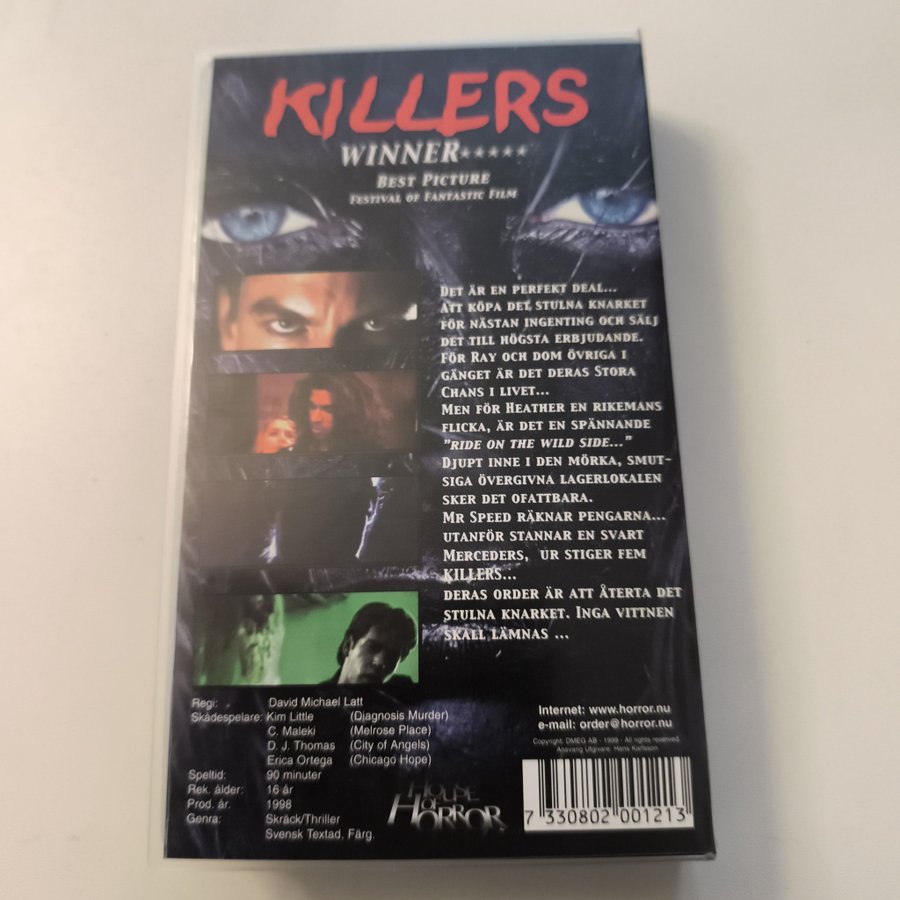 KILLERS
WINNER★★★★★
BEST PICTURE
FESTIVAL OF FANTASTIC FILM
DET ÄR EN PERFEKT DEAL...
ATT KÖPA DET STULNA KNARKET
FÖR NÄSTAN INGENTING OCH SÄLJ
DET TILL HÖGSTA ERBJUDANDE.
FÖR RAY OCH DOM ÖVRIGA I
GÄNGET ÄR DET DERAS STORA
CHANS I LIVET...
MEN FÖR HEATHER EN RIKEMANS
FLICKA, ÄR DET EN SPÄNNANDE
"RIDE ON THE WILD SIDE..."
DJUPT INNE I DEN MÖRKA, SMUT-
SIGA ÖVERGIVNA LAGERLOKALEN
SKER DET OFATTBARA.
MR SPEED RÄKNAR PENGARNA...
UTANFÖR STANNAR EN SVART
MERCEDERS, UR STIGER FEM
KILLERS...
DERAS ORDER ÄR ATT ÅTERTA DET
STULNA KNARKET. INGA VITTNEN
SKALL LÄMNAS ...
Regi: David Michael Latt
Skådespelare: Kim Little (Diagnosis Murder)
C. Maleki (Melrose Place)
D. J. Thomas (City of Angels)
Erica Ortega (Chicago Hope)
Speltid: 90 minuter
Rek. ålder: 16 år
Prod. år. 1998
Genra: Skräck/Thriller
Svensk Textad, Färg.
HOUSE
OF
HORROR
Internet: www.horror.nu
e-mail: order@horror.nu
Copyright: DMEG AB - 1999 - All rights reserved.
Ansvarig Utgivare: Hans Karlsson.
7 330802 001213